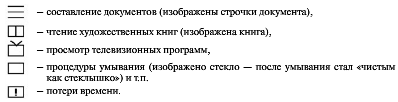 – составление документов (изображены строчки документа),
– чтение художественных книг (изображена книга),
– просмотр телевизионных программ,
– процедуры умывания (изображено стекло — после умывания стал «чистым
как стеклышко») и т.п.
! – потери времени.